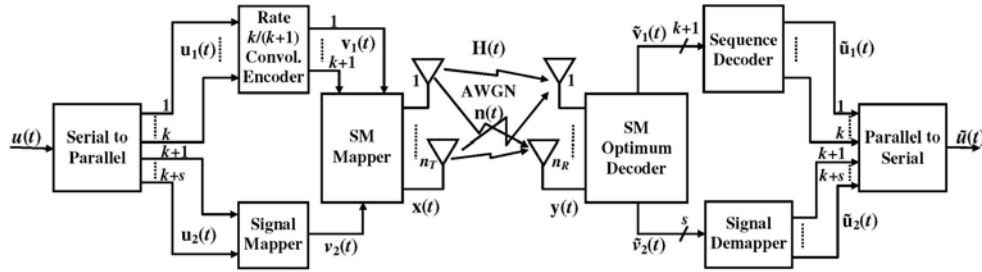 u(t)
Serial to
Parallel
1
k
k+1
k+s
u₁(t)
u₂(t)
Rate
k/(k+1)
Convol.
Encoder
1
v₁(t)
k+1
Signal
Mapper
v₂(t)
SM
Mapper
1
n_T
x(t)
H(t)
AWGN
n(t)
1
n_R
y(t)
SM
Optimum
Decoder
ṽ₁(t)
k+1
ṽ₂(t)
s
Sequence
Decoder
Signal
Demapper
ũ₁(t)
1
k
k+1
k+s
ũ₂(t)
Parallel to
Serial
ũ(t)